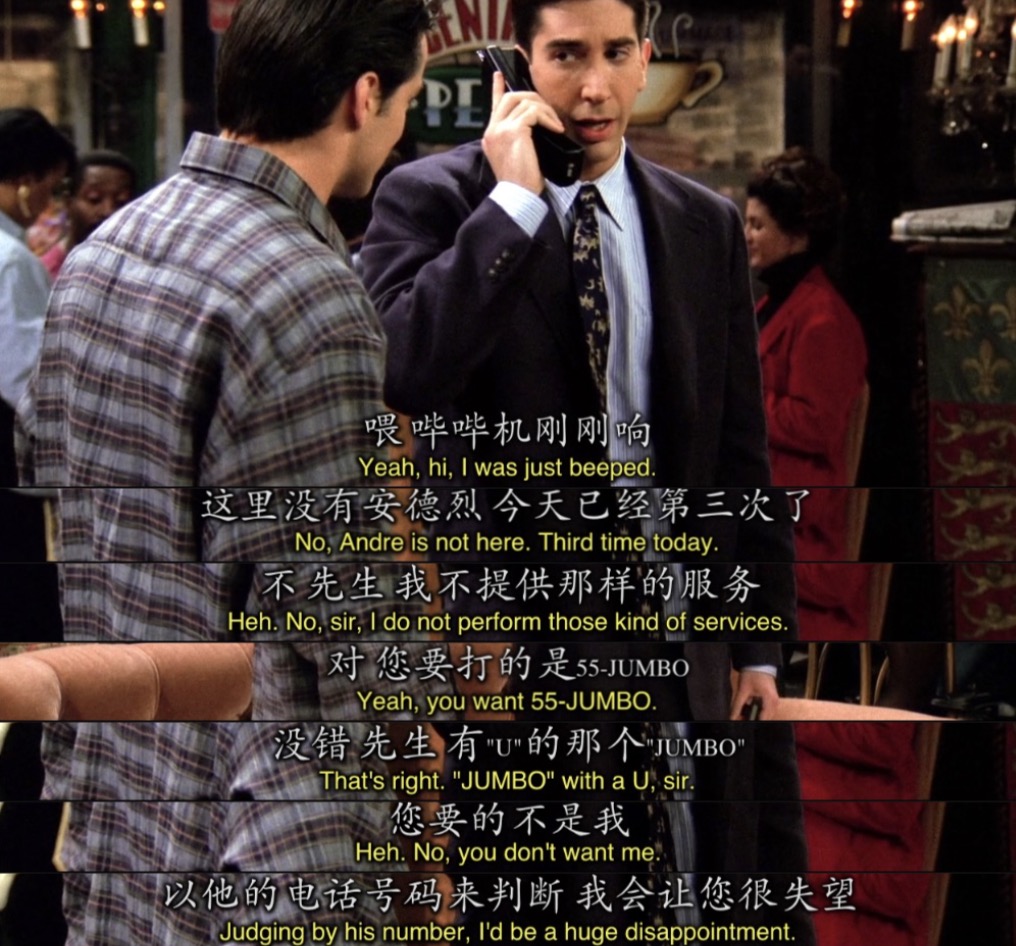 GENTR
PE
喂 哔哔机刚刚响
Yeah, hi, I was just beeped.
这里没有安德烈 今天已经第三次了
No, Andre is not here. Third time today.
不 先生 我不提供那样的服务
Heh. No, sir, I do not perform those kind of services.
对 您要打的是55-JUMBO
Yeah, you want 55-JUMBO.
没错 先生 有"U"的那个"JUMBO"
That's right. "JUMBO" with a U, sir.
您要的不是我
Heh. No, you don't want me.
以他的电话号码来判断 我会让您很失望
Judging by his number, I'd be a huge disappointment.